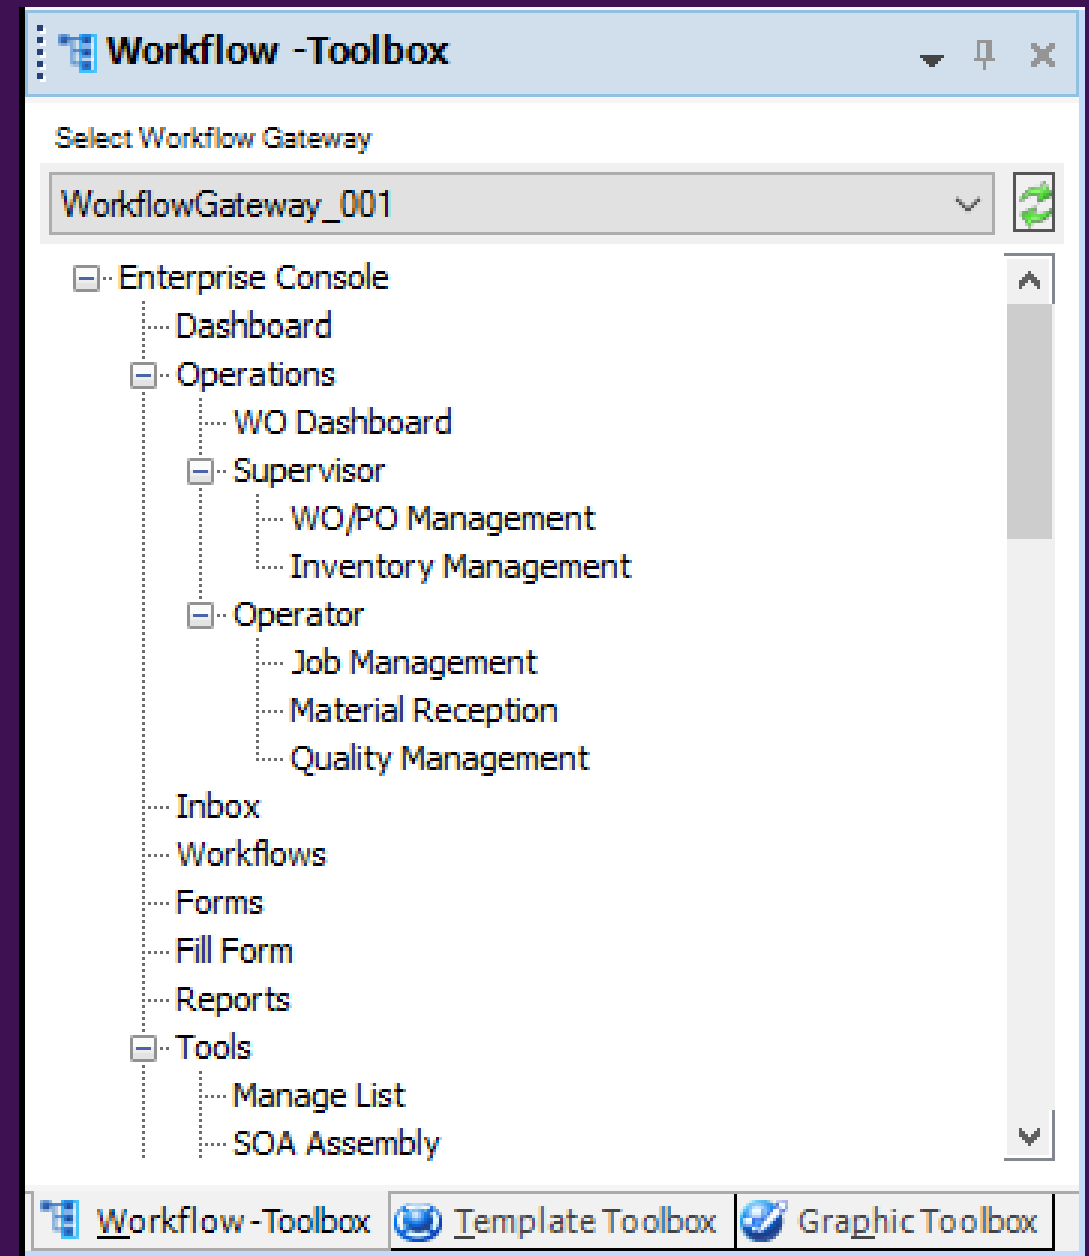 Workflow -Toolbox
Select Workflow Gateway
WorkflowGateway_001
Enterprise Console
Dashboard
Operations
WO Dashboard
Supervisor
WO/PO Management
Inventory Management
Operator
Job Management
Material Reception
Quality Management
Inbox
Workflows
Forms
Fill Form
Reports
Tools
Manage List
SOA Assembly
Workflow -Toolbox Template Toolbox Graphic Toolbox